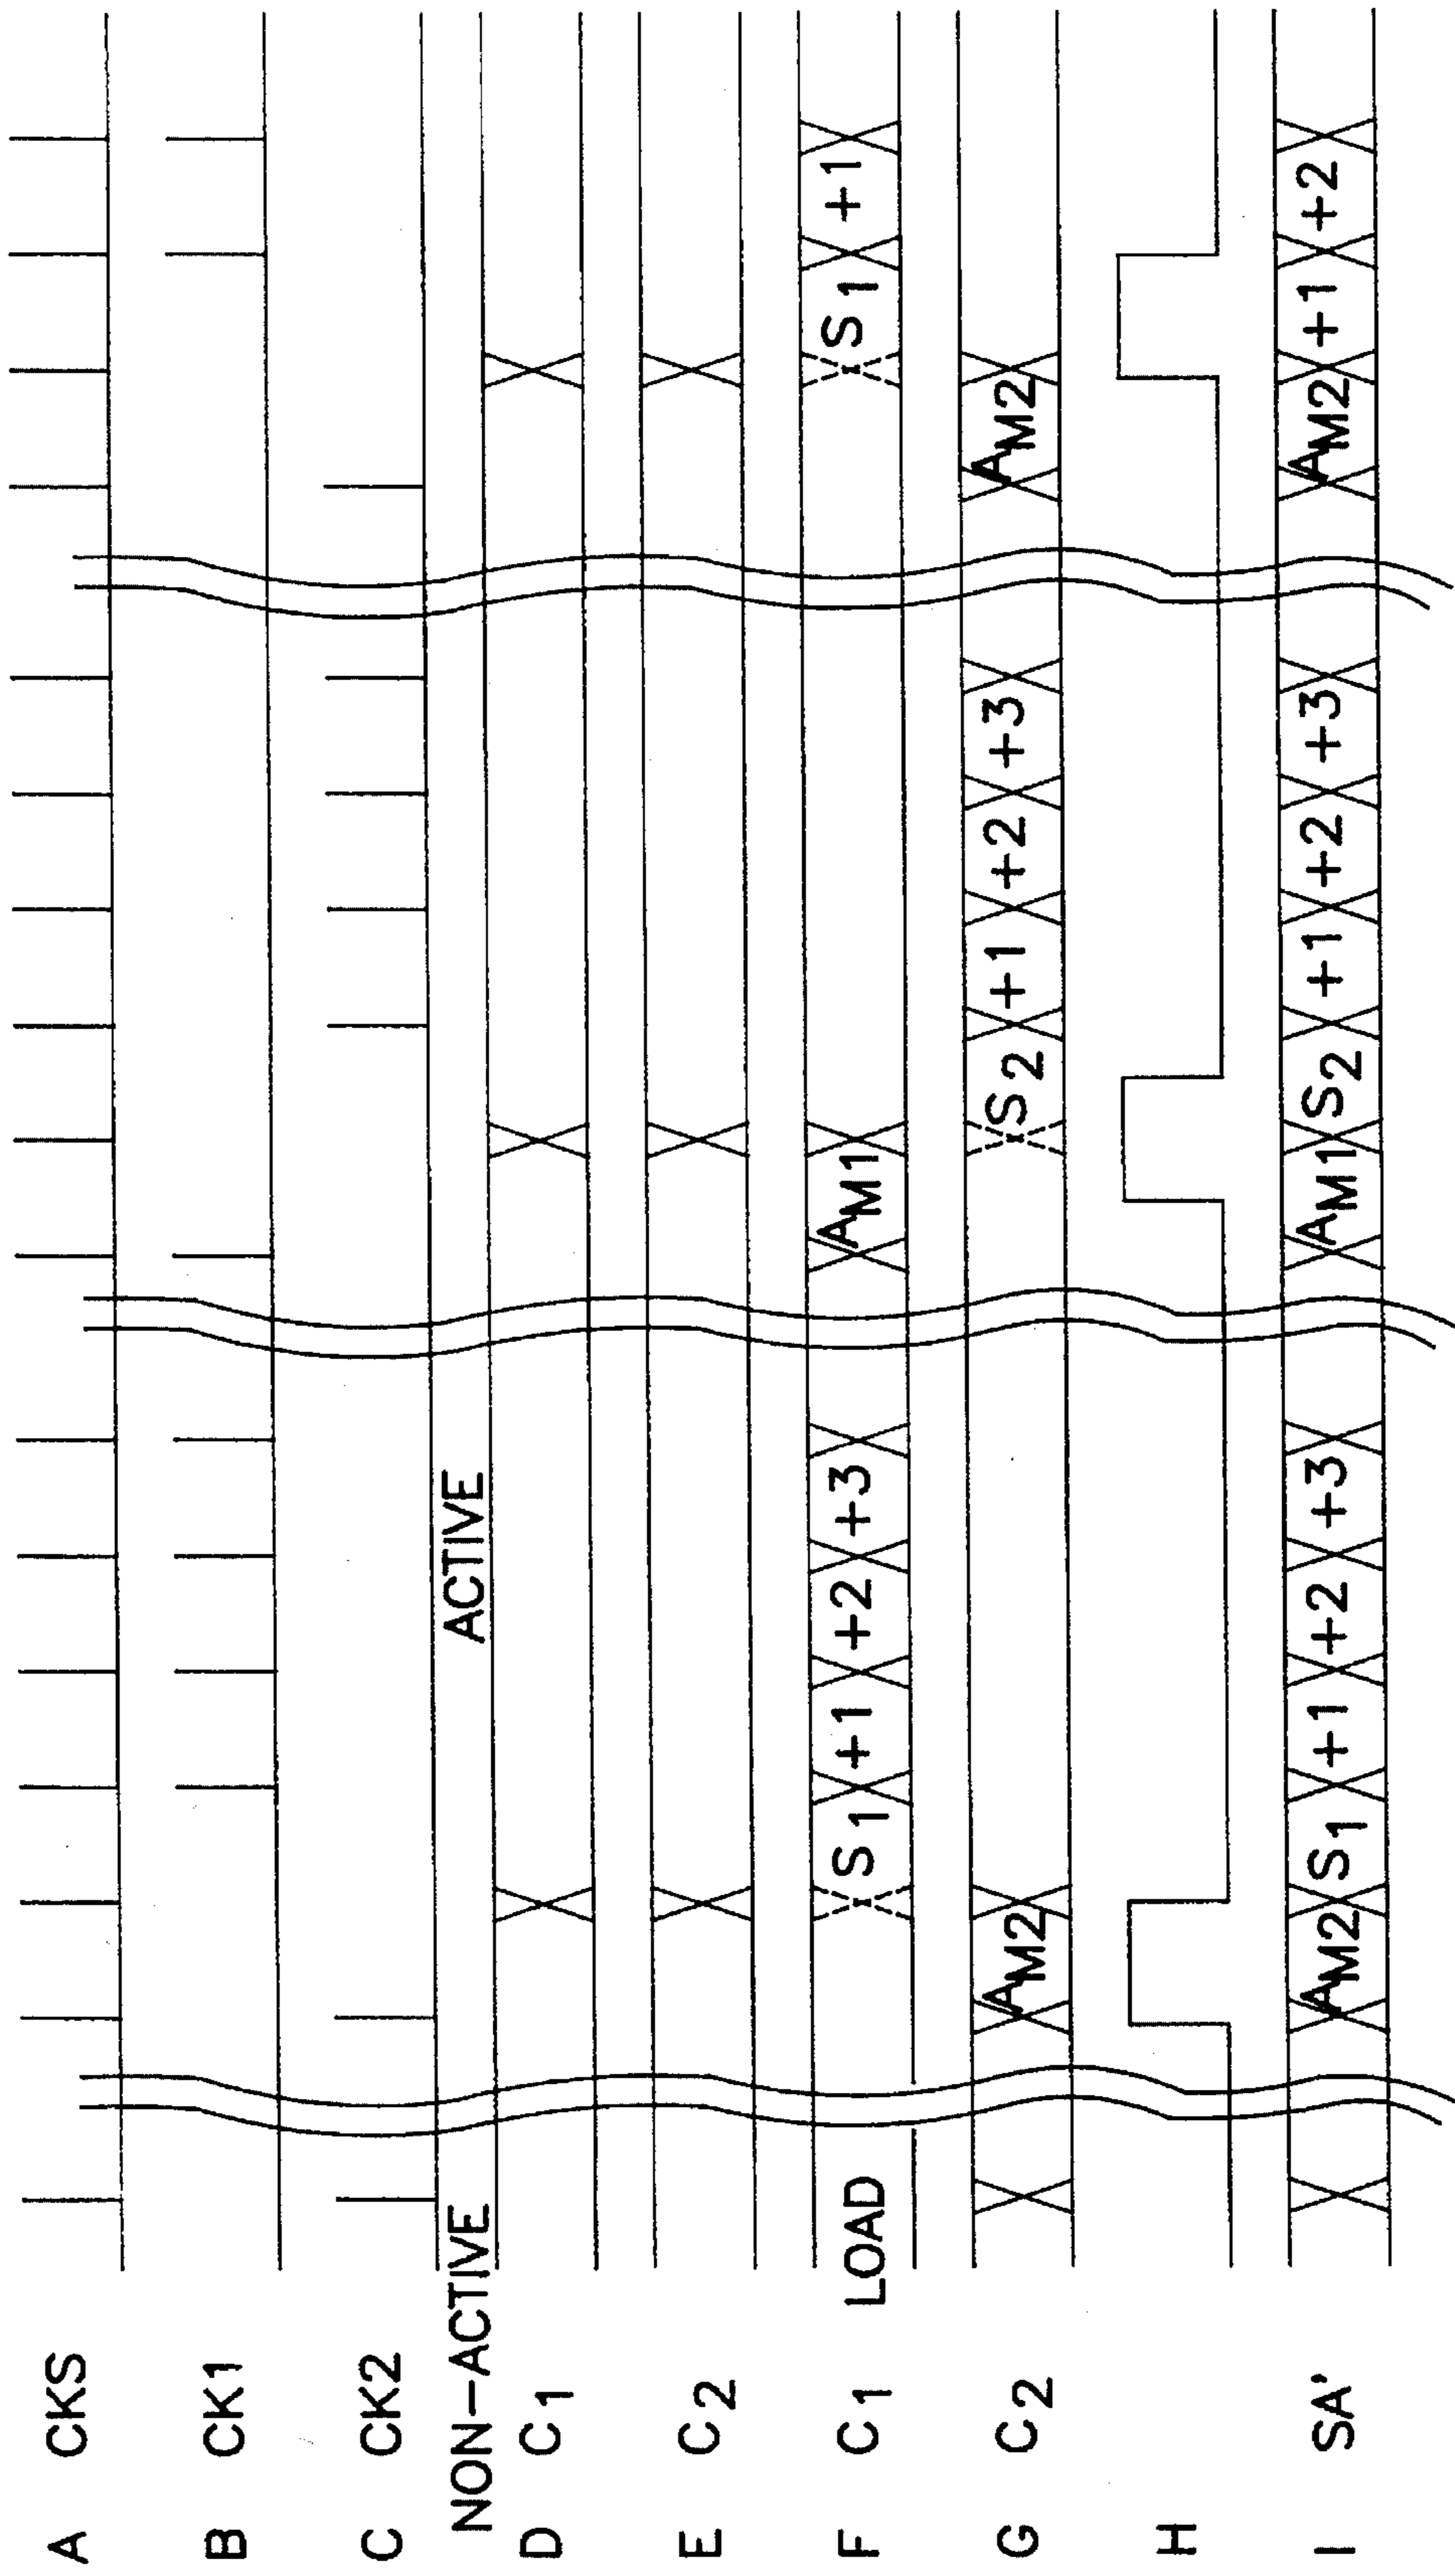 A CKS
B CK1
C CK2
NON-ACTIVE ACTIVE
D C1
E C2
F C1 LOAD S1 +1 +2 +3 AM1 S1 +1
G C2 AM2 S2 +1 +2 +3 AM2
H
I SA' AM2 S1 +1 +2 +3 AM1 S2 +1 +2 +3 AM2 +1 +2